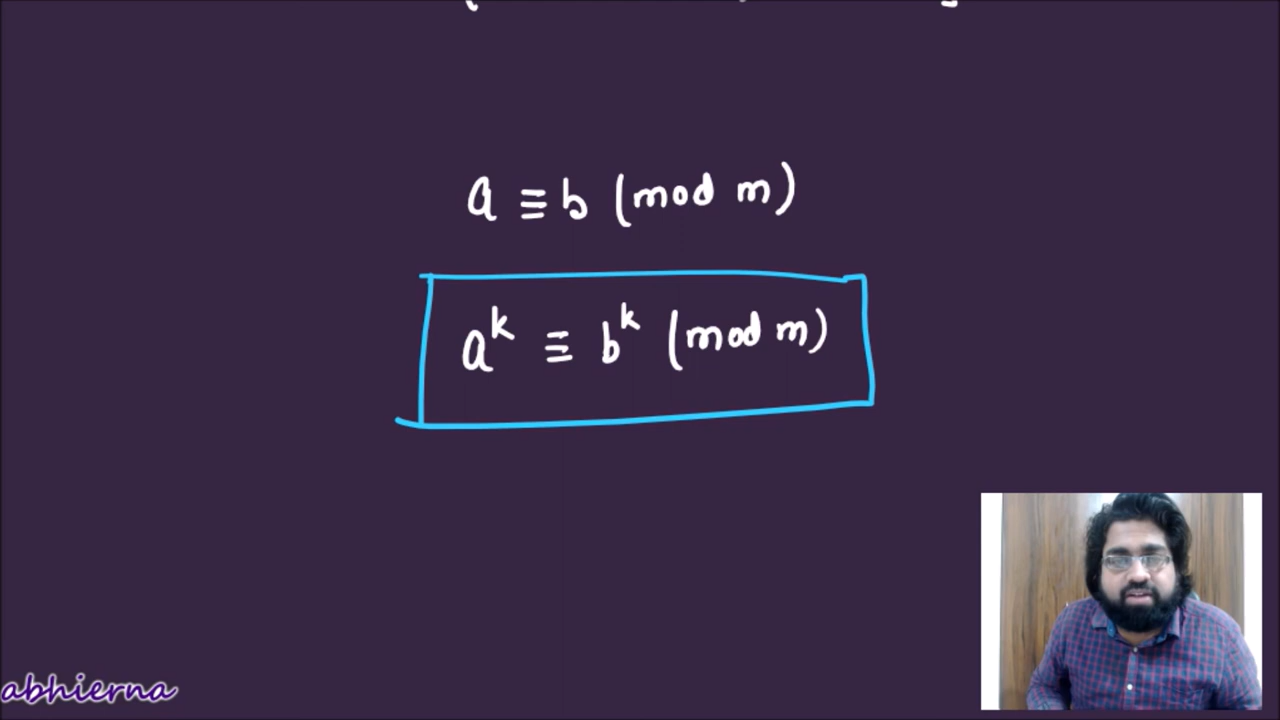 a ≡ b (mod m)
a^k ≡ b^k (mod m)
abhierna